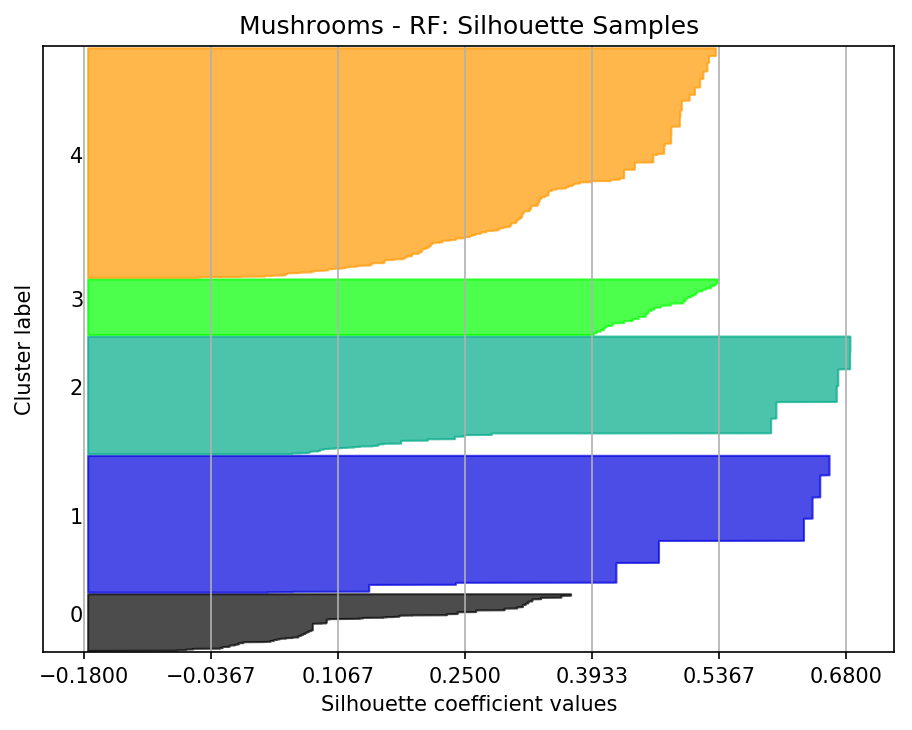 Mushrooms - RF: Silhouette Samples
Cluster label
4
3
2
1
0
−0.1800 −0.0367 0.1067 0.2500 0.3933 0.5367 0.6800
Silhouette coefficient values